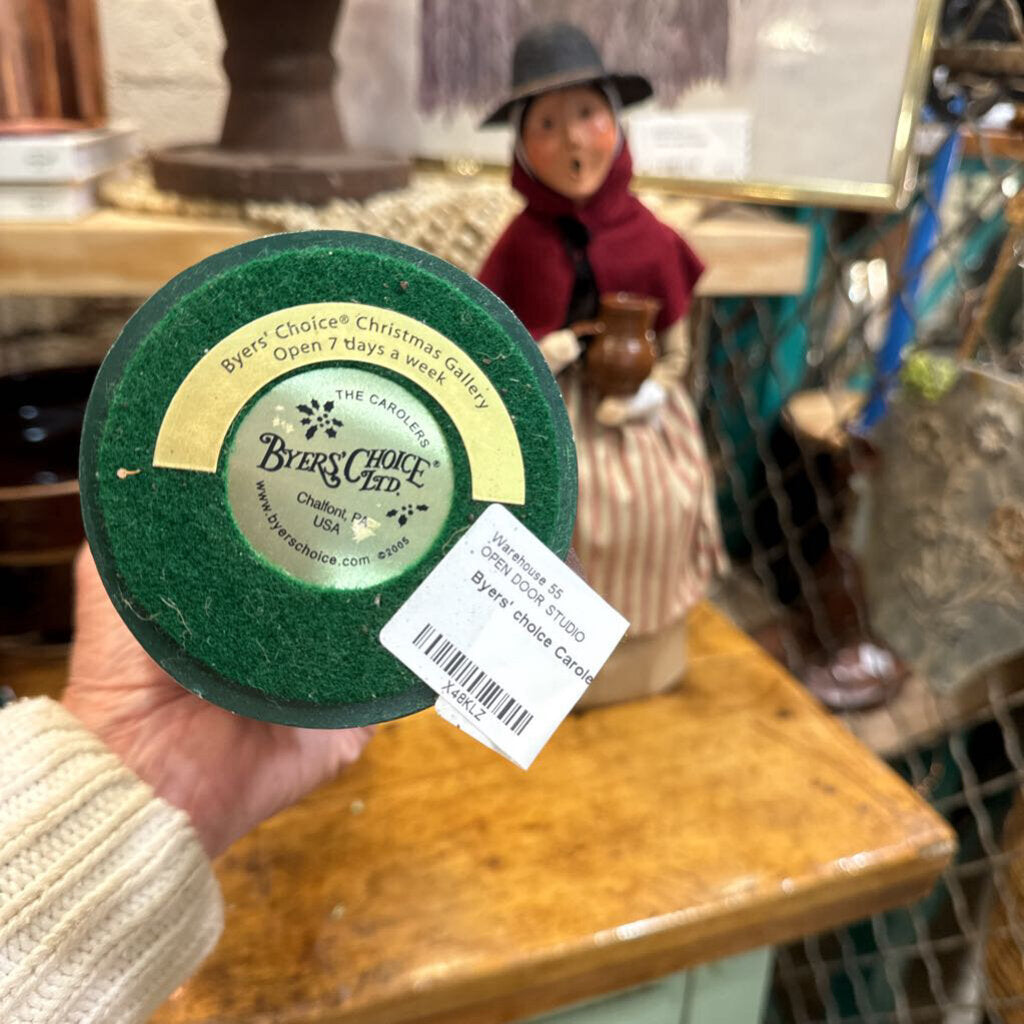 Byers' Choice® Christmas Gallery
Open 7 days a week
THE CAROLERS
BYERS' CHOICE®
LTD.
Chalfont, PA
USA
www.byerschoice.com ©2005
Warehouse 55
OPEN DOOR STUDIO
Byers' choice Carole
X48KLZ